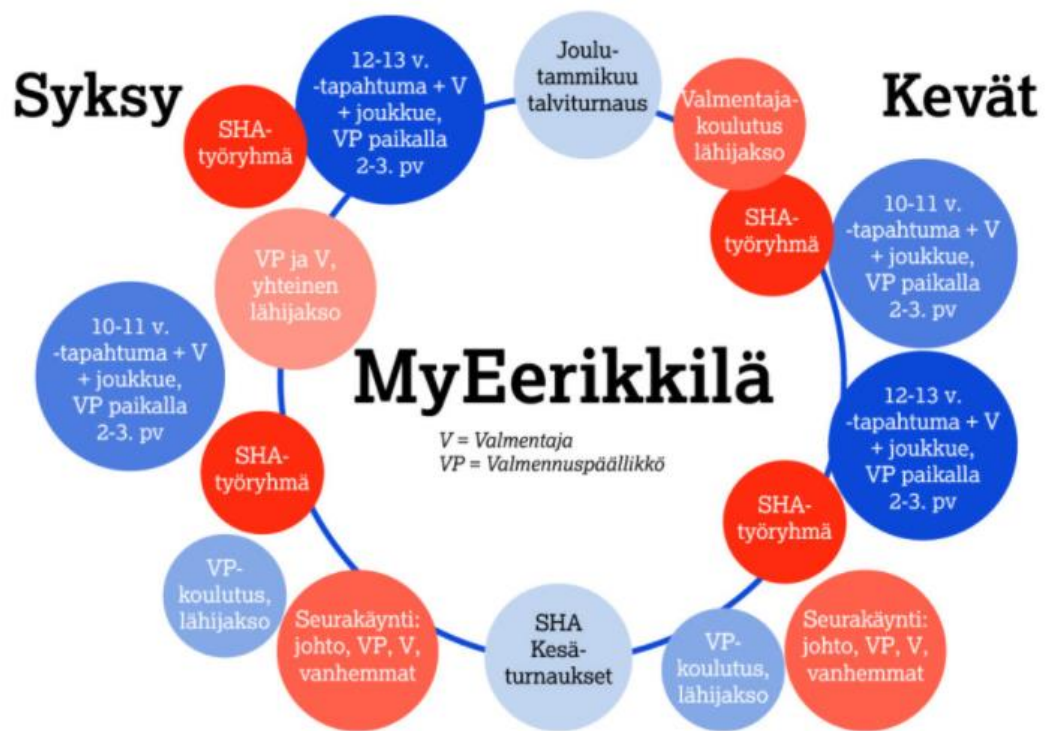 Syksy
Kevät
12-13 v.
-tapahtuma + V
+ joukkue,
VP paikalla
2-3. pv
Joulu-
tammikuu
talviturnaus
Valmentaja-
koulutus
lähijakso
SHA-
työryhmä
SHA-
työryhmä
10-11 v.
-tapahtuma + V
+ joukkue,
VP paikalla
2-3. pv
VP ja V,
yhteinen
lähijakso
10-11 v.
-tapahtuma + V
+ joukkue,
VP paikalla
2-3. pv
MyEerikkilä
V = Valmentaja
VP = Valmennuspäällikkö
12-13 v.
-tapahtuma + V
+ joukkue,
VP paikalla
2-3. pv
SHA-
työryhmä
SHA-
työryhmä
VP-
koulutus,
lähijakso
Seurakäynti:
johto, VP, V,
vanhemmat
SHA
Kesä-
turnaukset
VP-
koulutus,
lähijakso
Seurakäynti:
johto, VP, V,
vanhemmat